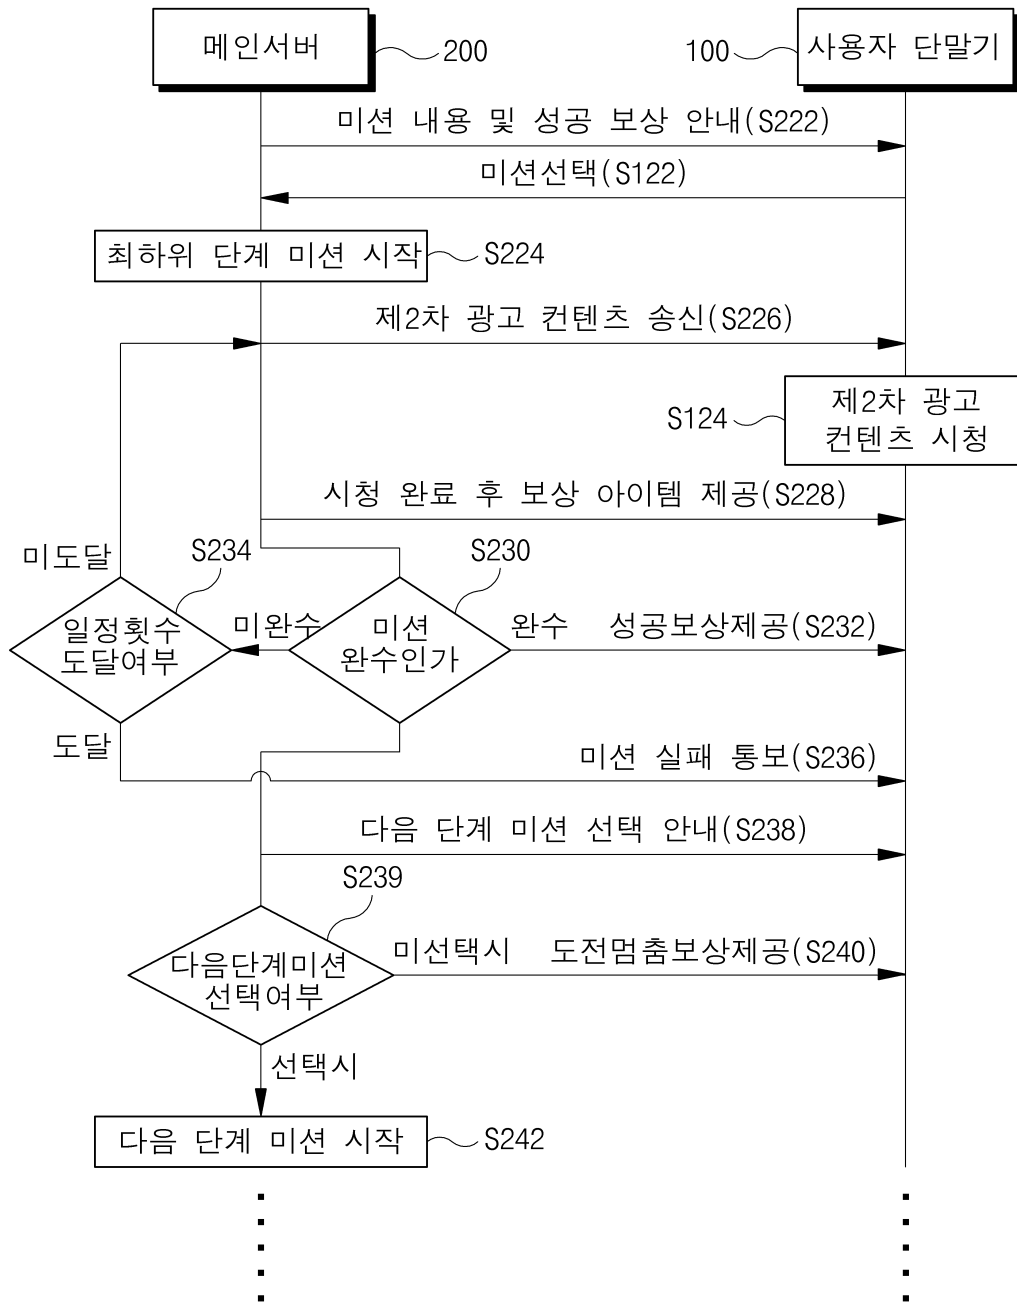 메인서버
200
100
사용자 단말기
미션 내용 및 성공 보상 안내(S222)
미션선택(S122)
최하위 단계 미션 시작
S224
제2차 광고 컨텐츠 송신(S226)
S124
제2차 광고
컨텐츠 시청
시청 완료 후 보상 아이템 제공(S228)
미도달
S234
S230
일정횟수
도달여부
미완수
미션
완수인가
완수
성공보상제공(S232)
도달
미션 실패 통보(S236)
다음 단계 미션 선택 안내(S238)
S239
다음단계미션
선택여부
미선택시
도전멈춤보상제공(S240)
선택시
다음 단계 미션 시작
S242